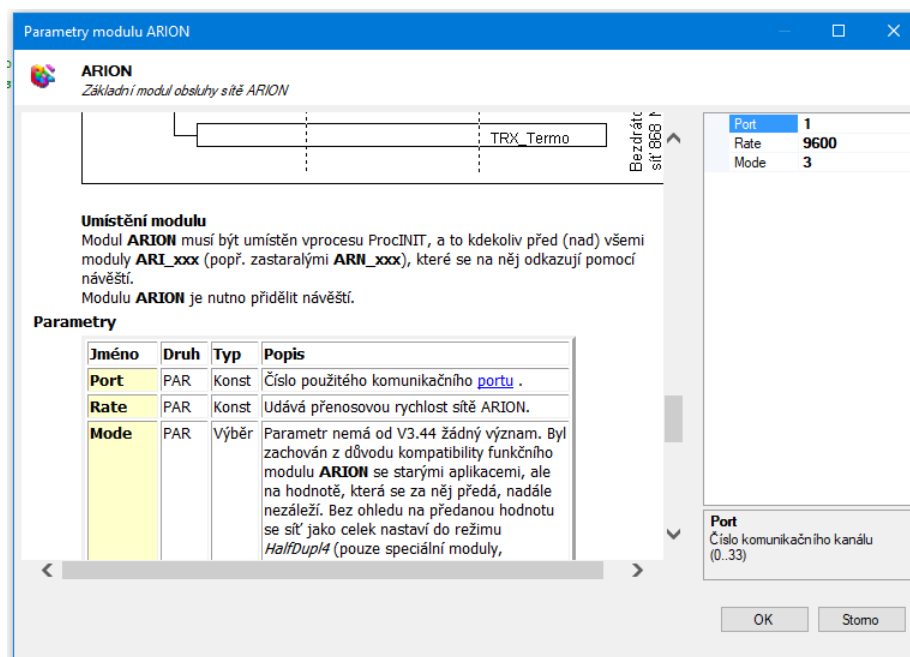 Parametry modulu ARION
ARION
Základní modul obsluhy sítě ARION
TRX_Termo
Bezdráto
síť 868 M
Umístění modulu
Modul ARION musí být umístěn vprocesu ProcINIT, a to kdekoliv před (nad) všemi
moduly ARI_xxx (popř. zastaralými ARN_xxx), které se na něj odkazují pomocí
návěští.
Modulu ARION je nutno přidělit návěští.
Parametry
Jméno Druh Typ Popis
Port PAR Konst Číslo použitého komunikačního portu .
Rate PAR Konst Udává přenosovou rychlost sítě ARION.
Mode PAR Výběr Parametr nemá od V3.44 žádný význam. Byl
zachován z důvodu kompatibility funkčního
modulu ARION se starými aplikacemi, ale
na hodnotě, která se za něj předá, nadále
nezáleží. Bez ohledu na předanou hodnotu
se síť jako celek nastaví do režimu
HalfDupl4 (pouze speciální moduly,
Port 1
Rate 9600
Mode 3
Port
Číslo komunikačního kanálu
(0..33)
OK Storno